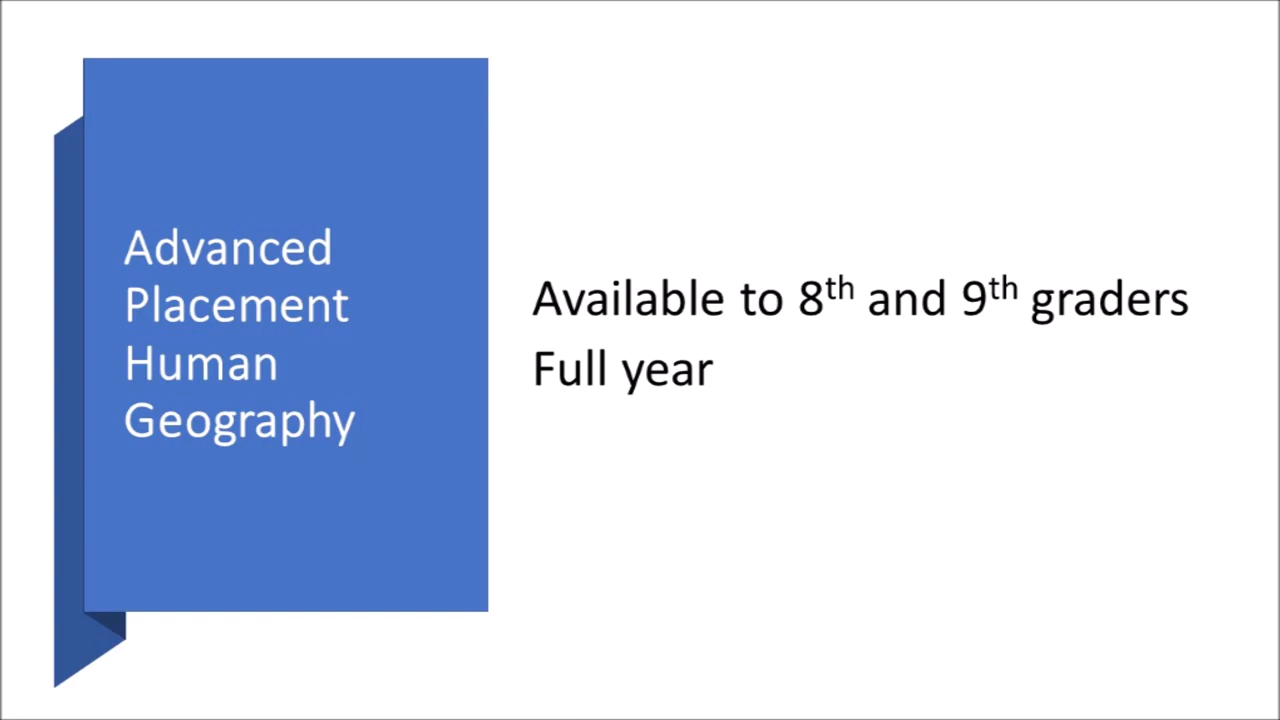 Advanced
Placement
Human
Geography
Available to 8th and 9th graders
Full year